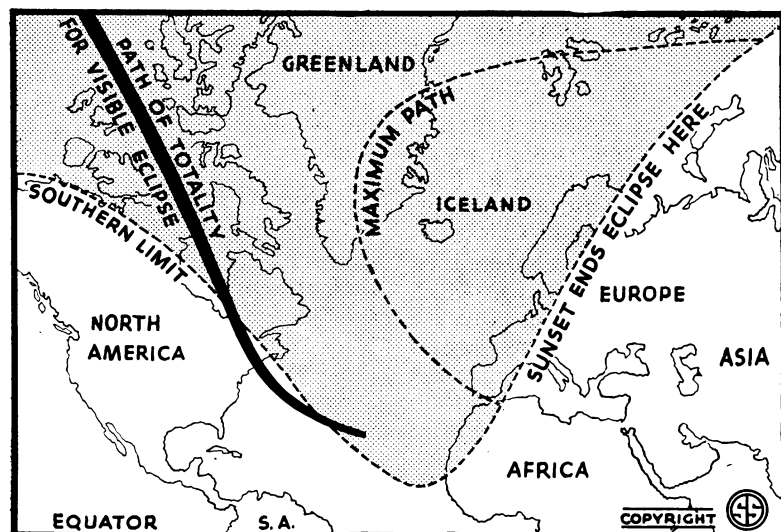 GREENLAND
PATH OF TOTALITY
FOR VISIBLE ECLIPSE
MAXIMUM PATH
ICELAND
SOUTHERN LIMIT
SUNSET ENDS ECLIPSE HERE
EUROPE
NORTH
AMERICA
ASIA
AFRICA
EQUATOR
S.A.
COPYRIGHT
SS